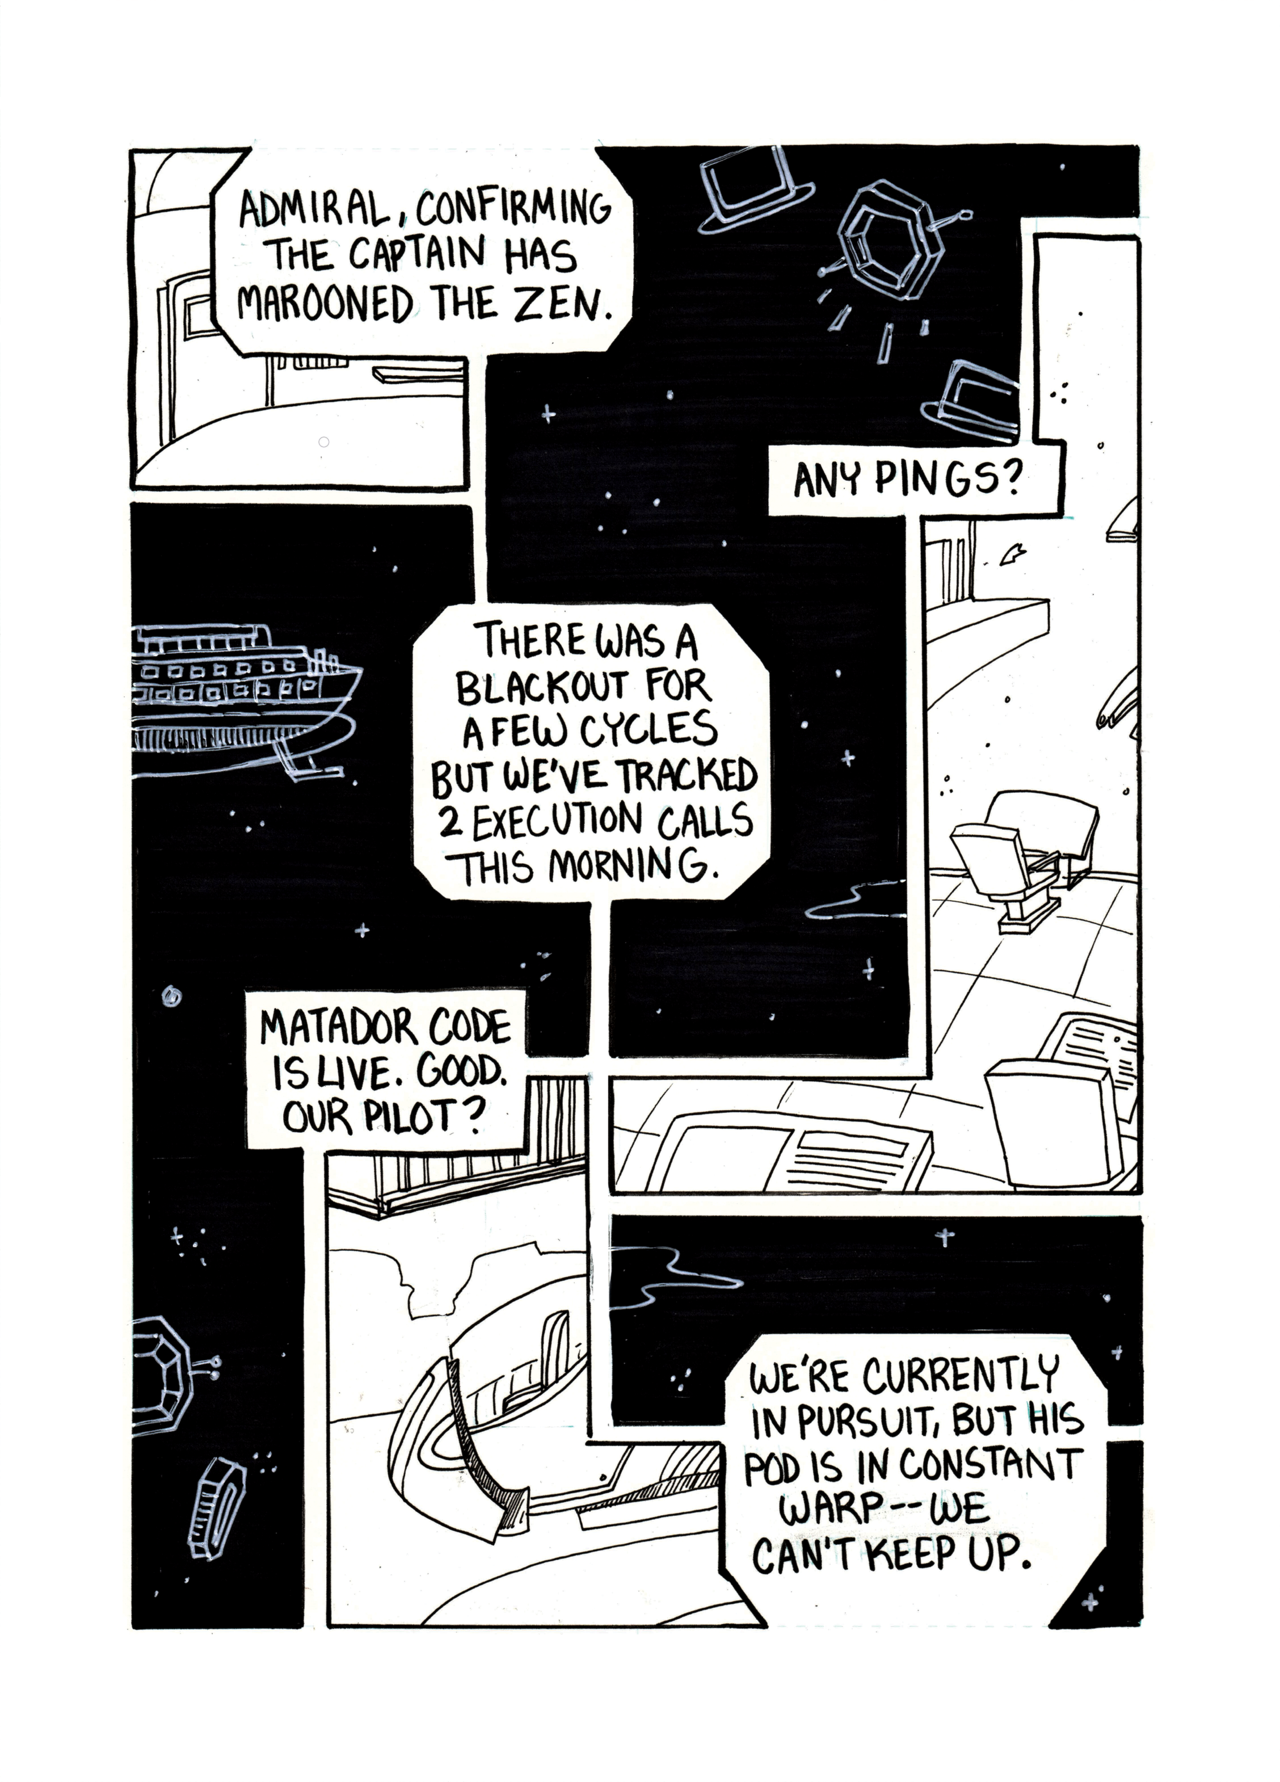 ADMIRAL, CONFIRMING
THE CAPTAIN HAS
MAROONED THE ZEN.
ANY PINGS?
THERE WAS A
BLACKOUT FOR
A FEW CYCLES
BUT WE'VE TRACKED
2 EXECUTION CALLS
THIS MORNING.
MATADOR CODE
IS LIVE. GOOD.
OUR PILOT?
WE'RE CURRENTLY
IN PURSUIT, BUT HIS
POD IS IN CONSTANT
WARP--WE
CAN'T KEEP UP.